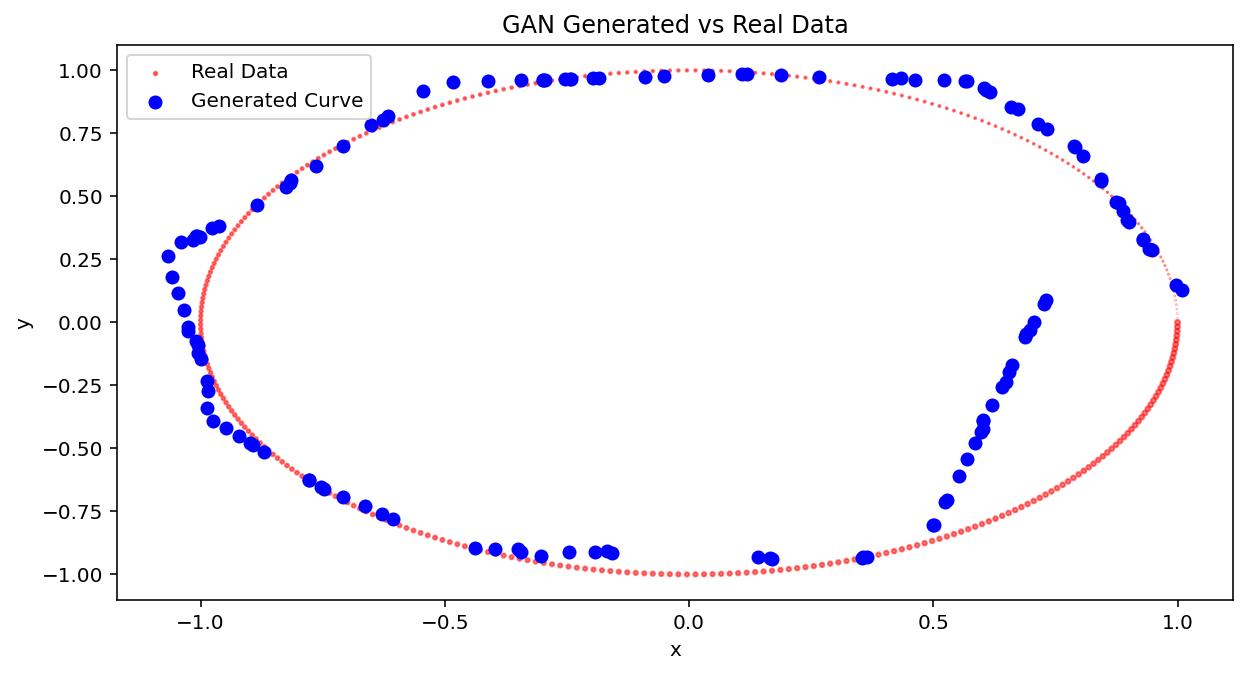 GAN Generated vs Real Data
Real Data
Generated Curve
1.00
0.75
0.50
0.25
0.00
−0.25
−0.50
−0.75
−1.00
y
−1.0 −0.5 0.0 0.5 1.0
x